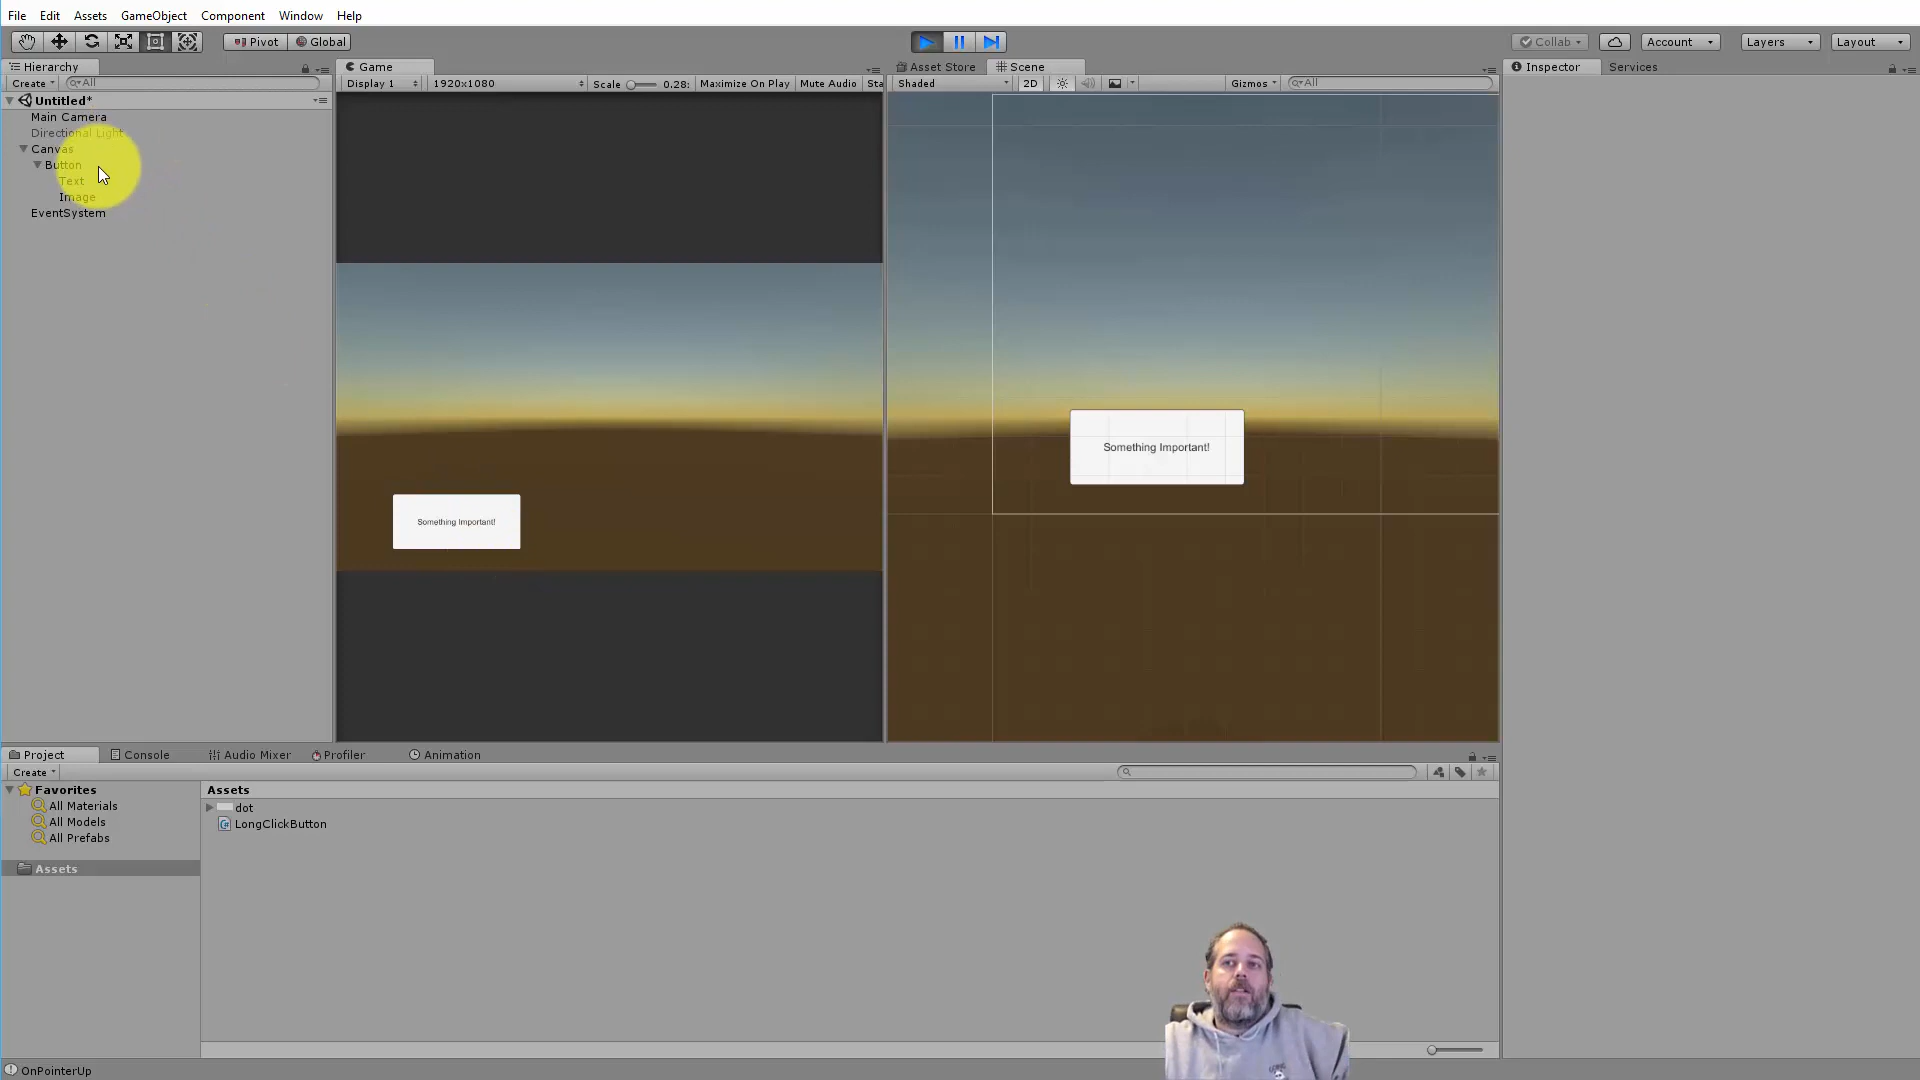 File Edit Assets GameObject Component Window Help
Pivot Global Collab Account Layers Layout
Hierarchy Game Asset Store Scene Inspector Services
Create All Display 1 1920x1080 Scale 0.28: Maximize On Play Mute Audio Sta Shaded 2D Gizmos All
Untitled*
Main Camera
Directional Light
Canvas
Button
Text
Image
EventSystem
Something Important!
Something Important!
Project Console Audio Mixer Profiler Animation
Create
Favorites Assets
All Materials dot
All Models LongClickButton
All Prefabs
Assets
OnPointerUp